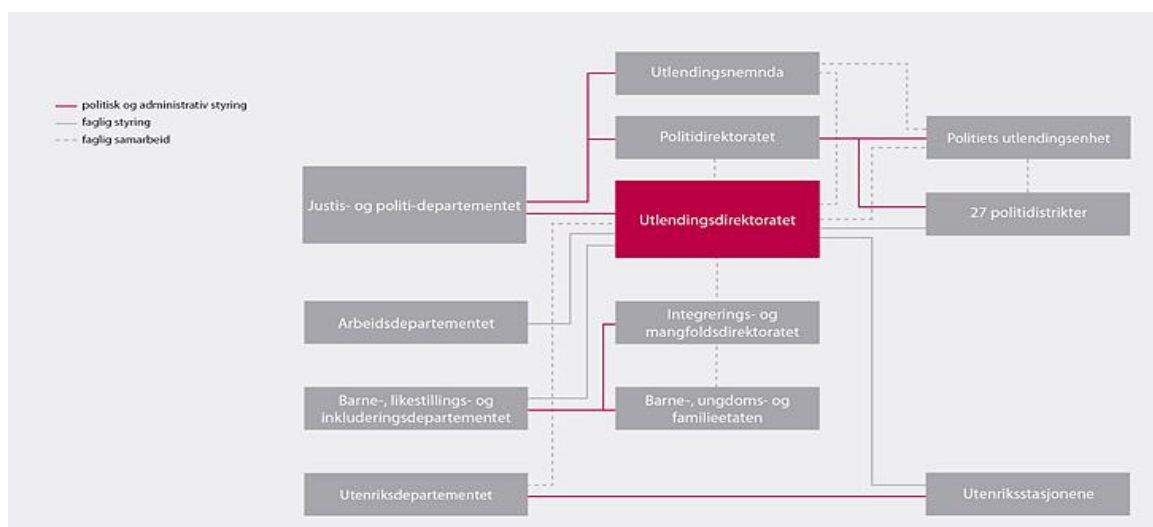 politisk og administrativ styring
faglig styring
faglig samarbeid
Utlendingsnemnda
Politidirektoratet
Politiets utlendingsenhet
Justis- og politi-departementet
Utlendingsdirektoratet
27 politidistrikter
Arbeidsdepartementet
Integrerings- og
mangfoldsdirektoratet
Barne-, likestillings- og
inkluderingsdepartementet
Barne-, ungdoms- og
familieetaten
Utenriksdepartementet
Utenriksstasjonene